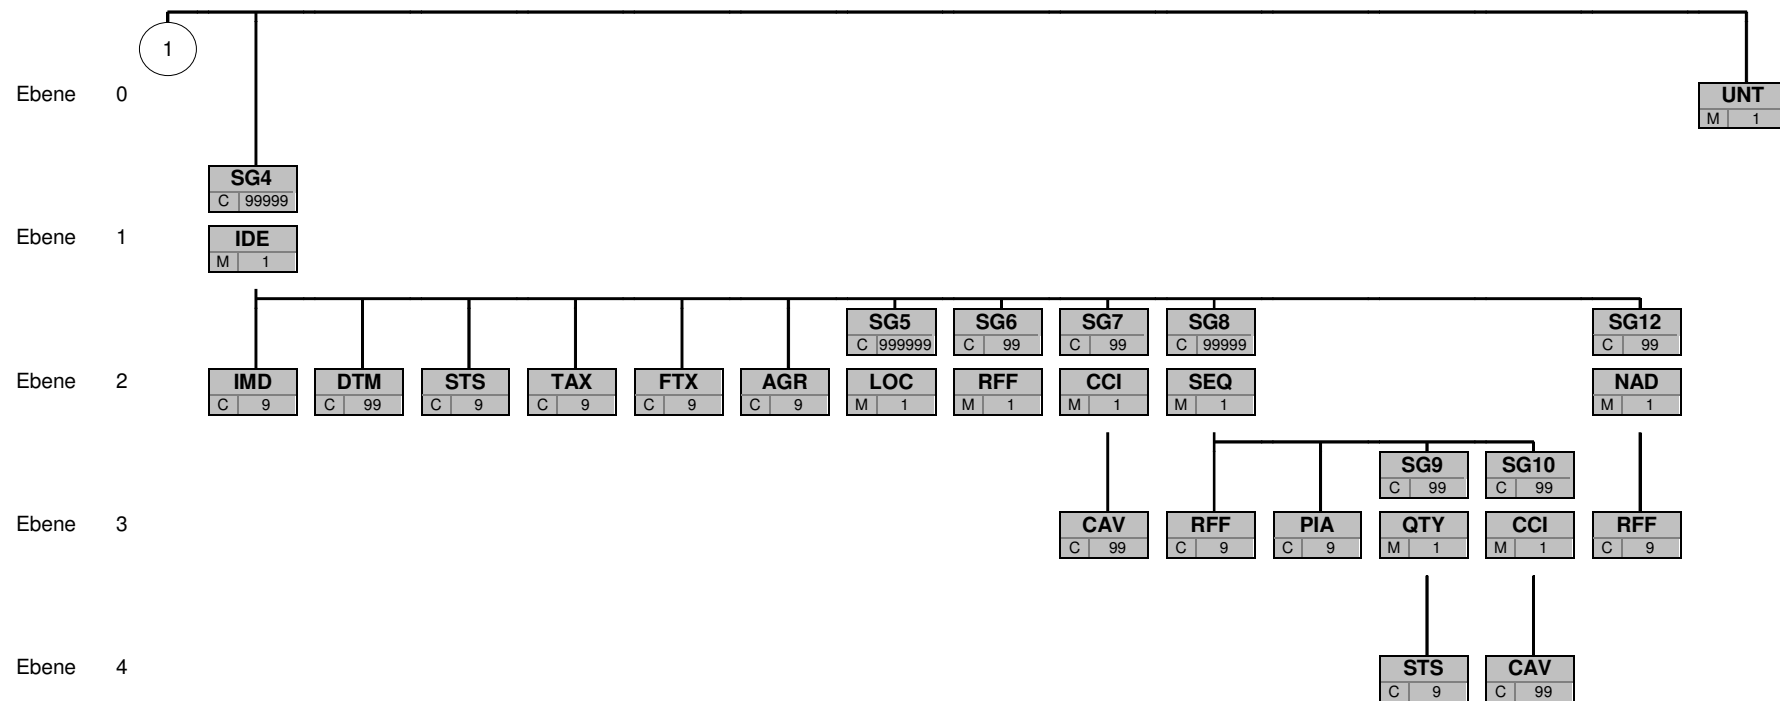 1
Ebene 0
UNT
M 1
SG4
C 99999
Ebene 1
IDE
M 1
SG5 SG6 SG7 SG8 SG12
C 999999 C 99 C 99 C 99999 C 99
Ebene 2
IMD DTM STS TAX FTX AGR LOC RFF CCI SEQ NAD
C 9 C 99 C 9 C 9 C 9 C 9 M 1 M 1 M 1 M 1 M 1
SG9 SG10
C 99 C 99
Ebene 3
CAV RFF PIA QTY CCI RFF
C 99 C 9 C 9 M 1 M 1 C 9
Ebene 4
STS CAV
C 9 C 99